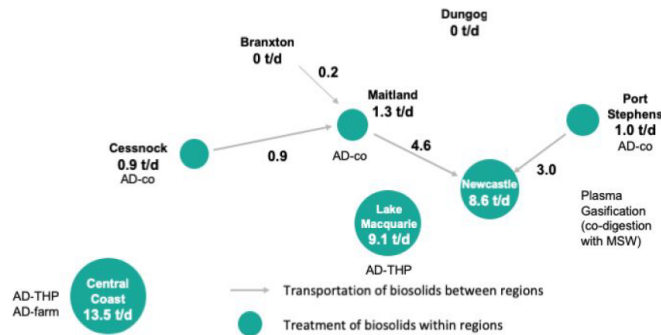 Dungog
0 t/d
Branxton
0 t/d
0.2
Maitland
1.3 t/d
AD-co
Port
Stephens
1.0 t/d
AD-co
Cessnock
0.9 t/d
AD-co
0.9
4.6
3.0
Newcastle
8.6 t/d
Plasma
Gasification
(co-digestion
with MSW)
Lake
Macquarie
9.1 t/d
AD-THP
Central
Coast
13.5 t/d
AD-THP
AD-farm
Transportation of biosolids between regions
Treatment of biosolids within regions